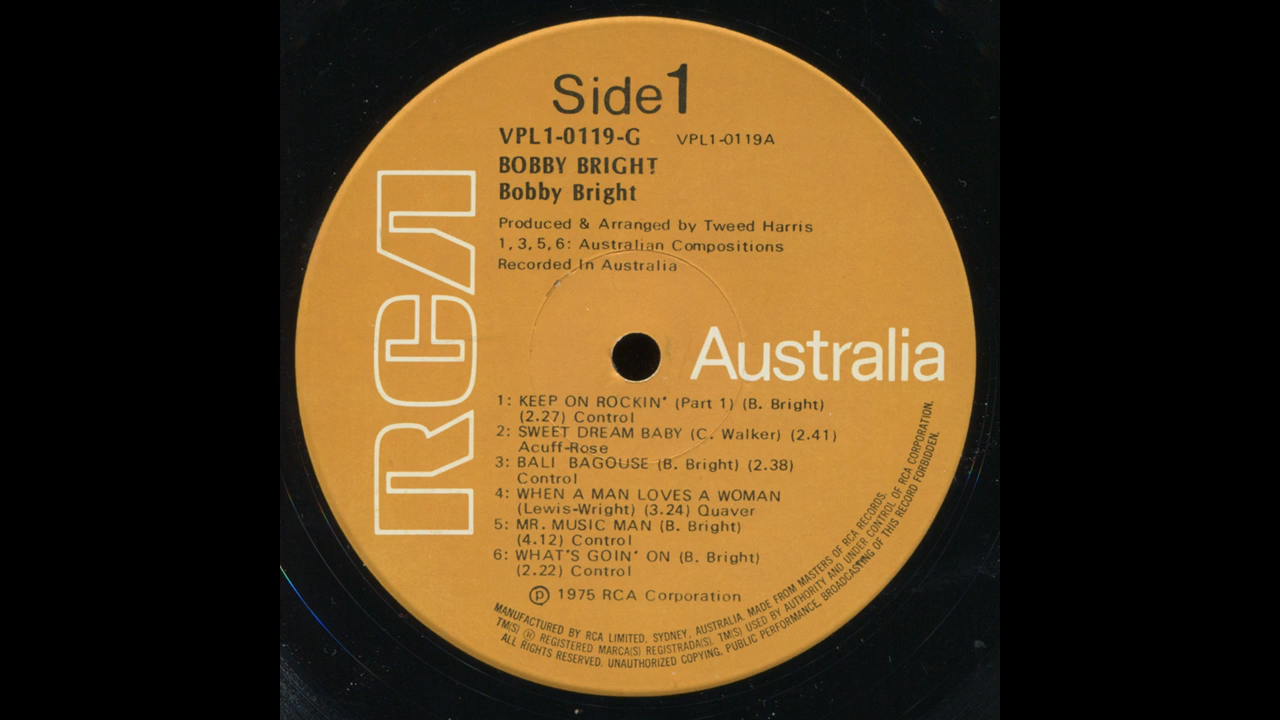 Side 1
VPL1-0119-G VPL1-0119A
BOBBY BRIGHT
Bobby Bright
Produced & Arranged by Tweed Harris
1, 3, 5, 6: Australian Compositions
Recorded In Australia
RCA
Australia
1: KEEP ON ROCKIN' (Part 1) (B. Bright)
(2.27) Control
2: SWEET DREAM BABY (C. Walker) (2.41)
Acuff-Rose
3: BALI BAGOUSE (B. Bright) (2.38)
Control
4: WHEN A MAN LOVES A WOMAN
(Lewis-Wright) (3.24) Quaver
5: MR. MUSIC MAN (B. Bright)
(4.12) Control
6: WHAT'S GOIN' ON (B. Bright)
(2.22) Control
℗ 1975 RCA Corporation
MANUFACTURED BY RCA LIMITED, SYDNEY, AUSTRALIA. MADE FROM MASTERS OF RCA RECORDS.
TM(S) ® REGISTERED MARCA(S) REGISTRADA(S). TM(S) USED BY AUTHORITY AND UNDER CONTROL OF RCA CORPORATION.
ALL RIGHTS RESERVED. UNAUTHORIZED COPYING, PUBLIC PERFORMANCE, BROADCASTING OF THIS RECORD FORBIDDEN.